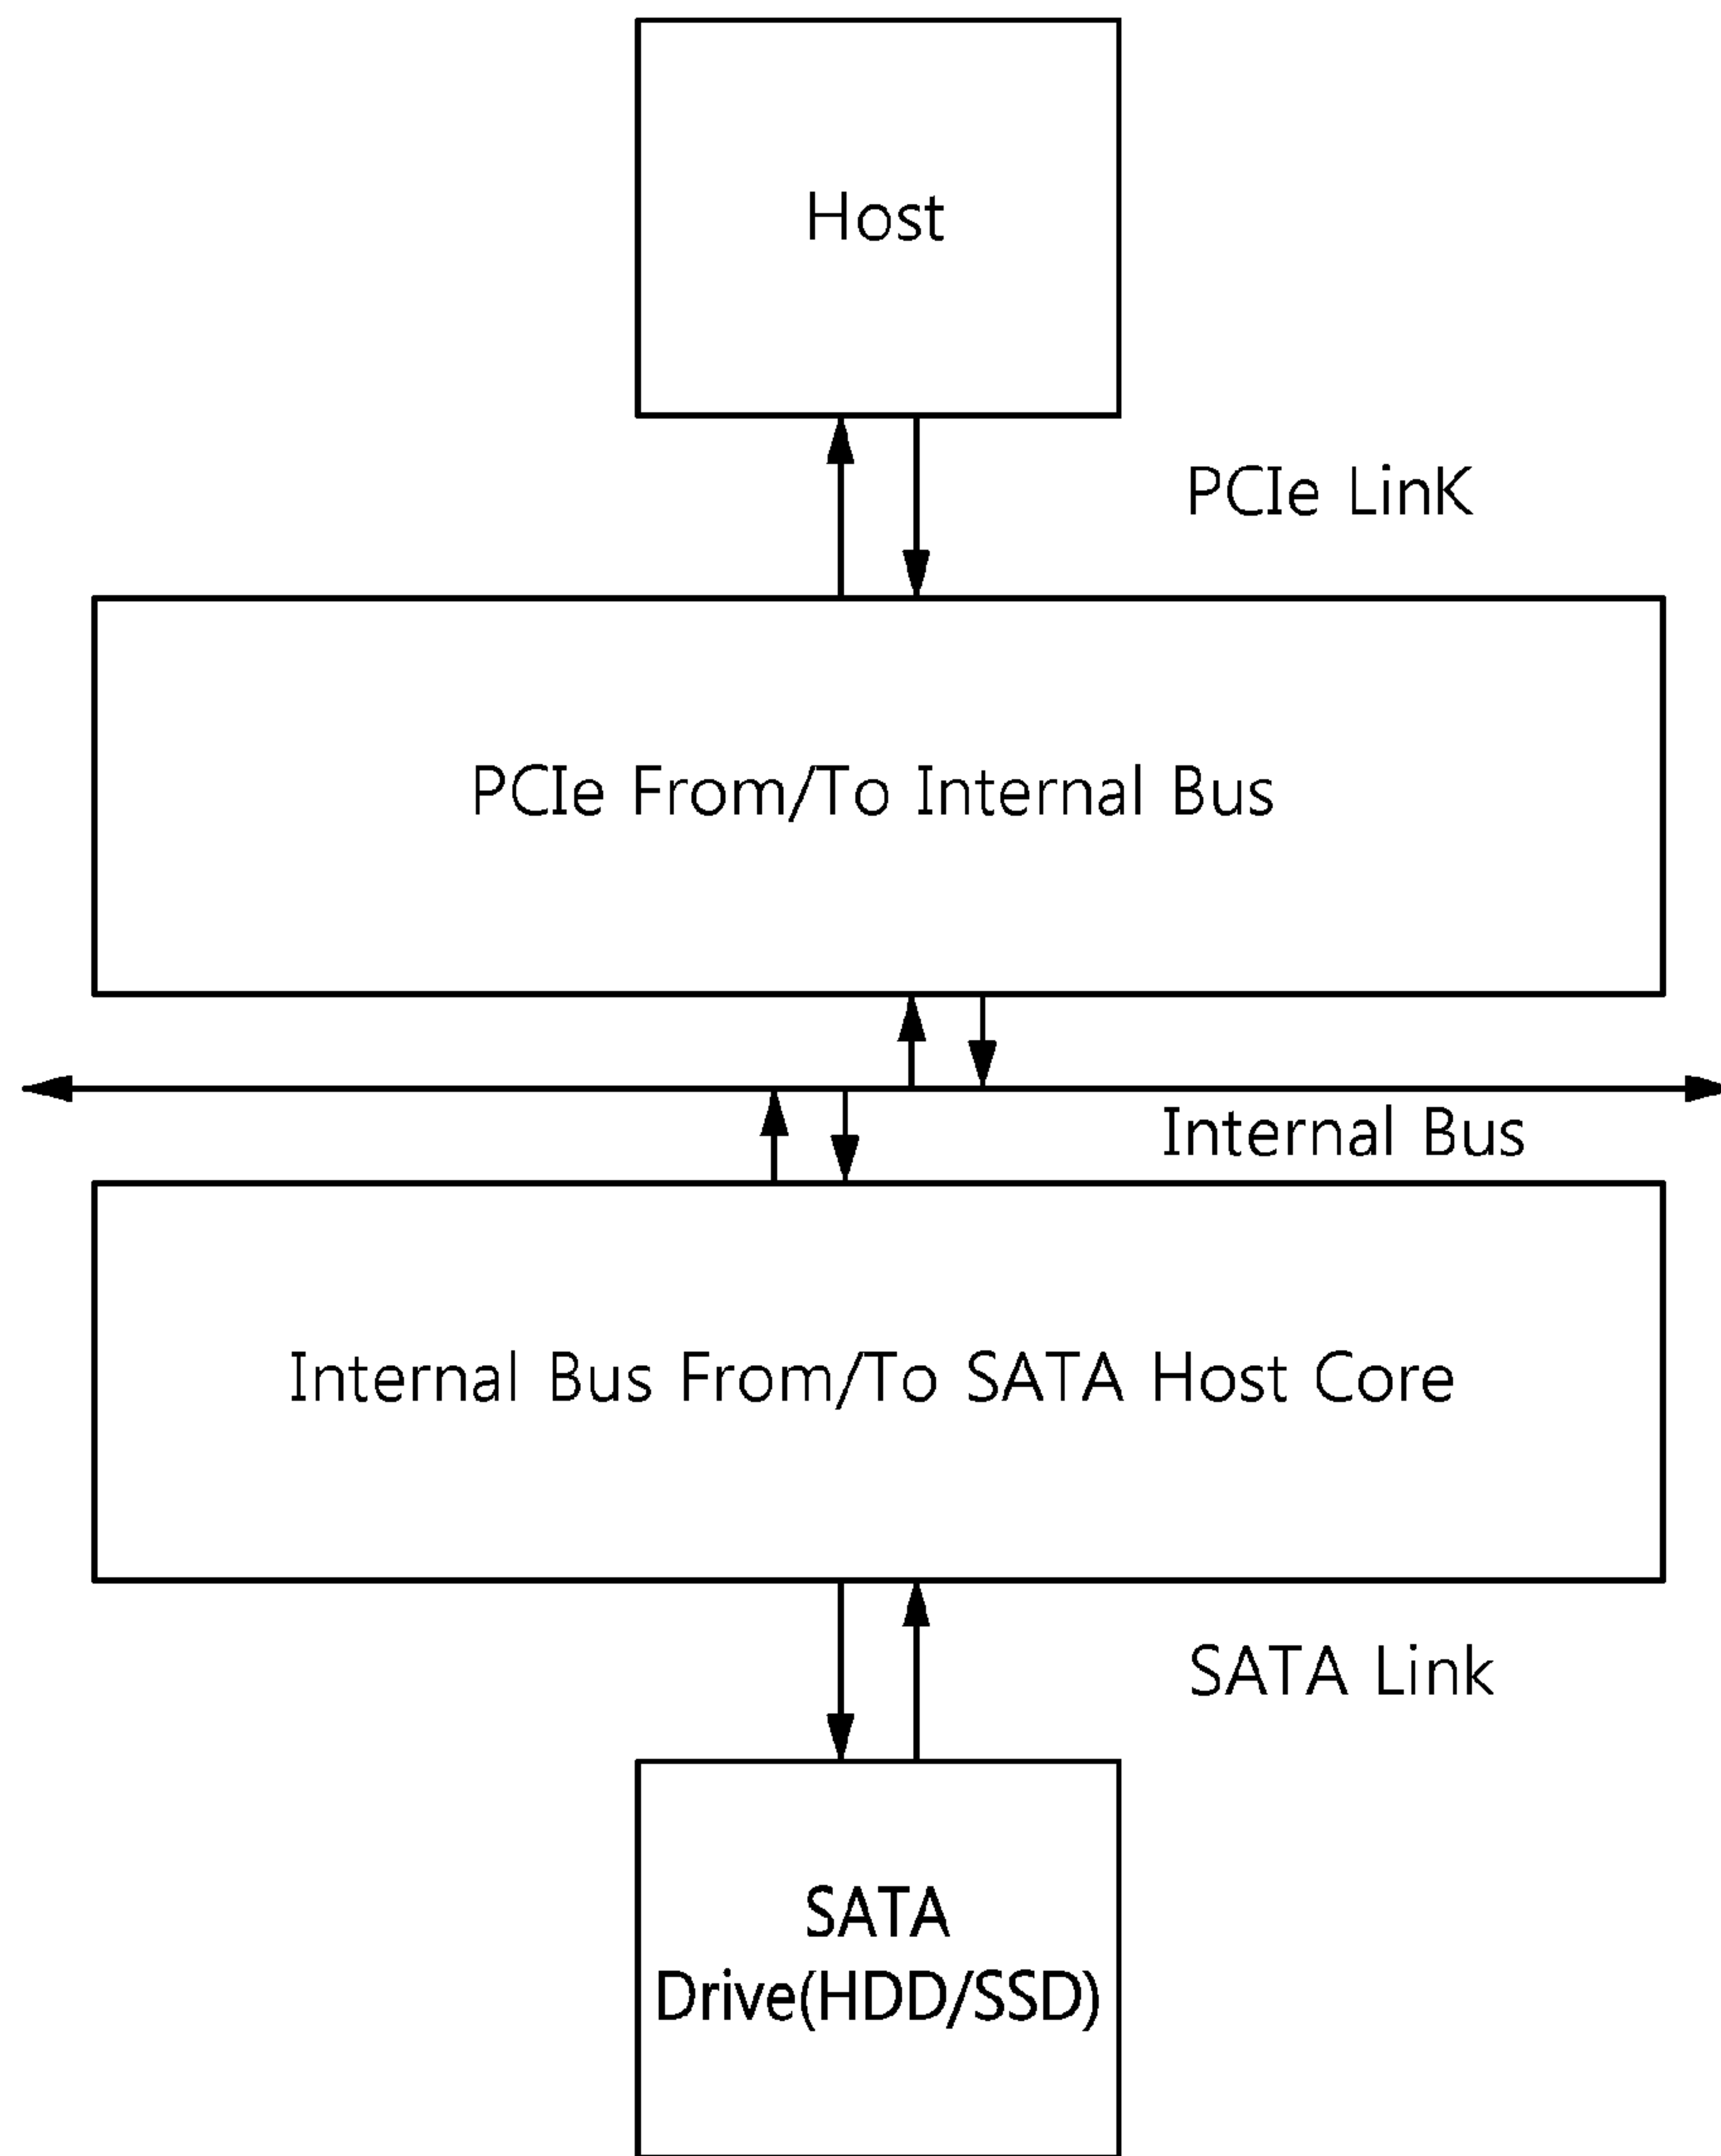 Host
PCIe LinK
PCIe From/To Internal Bus
Internal Bus
Internal Bus From/To SATA Host Core
SATA Link
SATA
Drive(HDD/SSD)